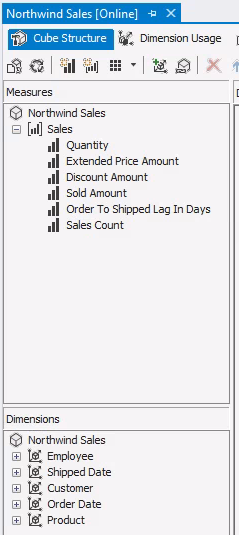 Northwind Sales [Online]
Cube Structure
Dimension Usage
Measures
Northwind Sales
Sales
Quantity
Extended Price Amount
Discount Amount
Sold Amount
Order To Shipped Lag In Days
Sales Count
Dimensions
Northwind Sales
Employee
Shipped Date
Customer
Order Date
Product